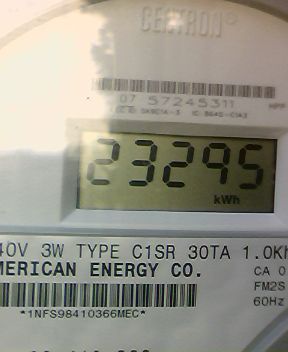 CENTRON®
07 57245311
23295
kWh
40V 3W TYPE C1SR 30TA 1.0K
MERICAN ENERGY CO.
CA 0
FM2S
60Hz
*1NFS98410366MEC*